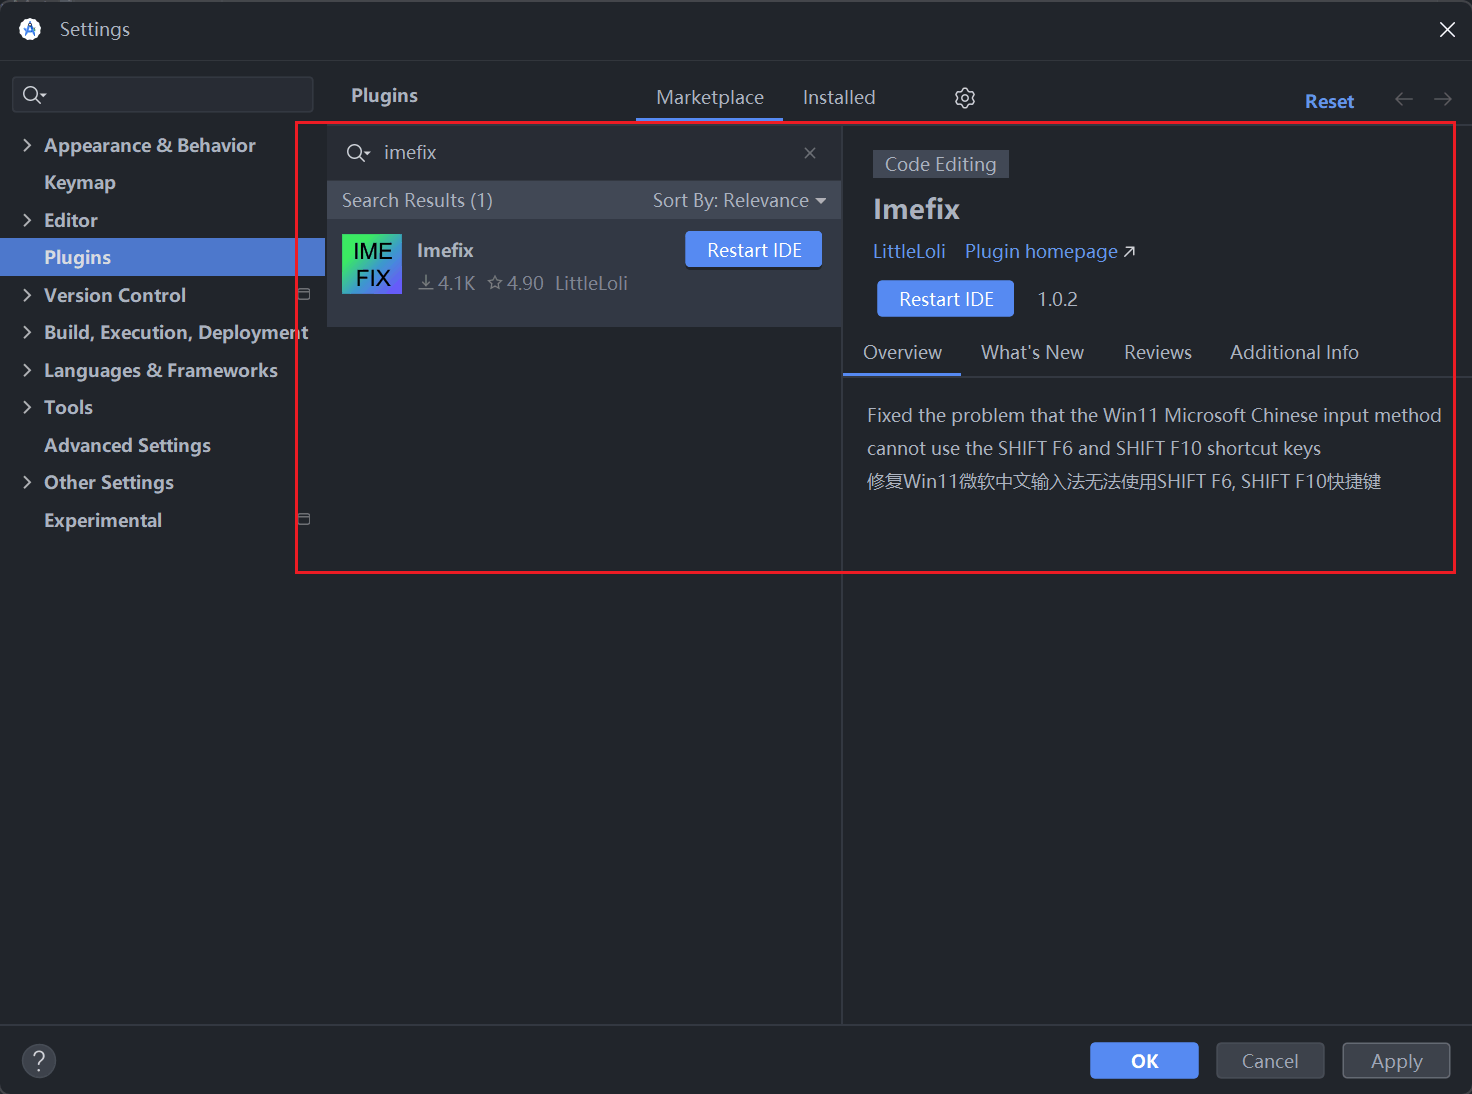 Settings
Plugins
Marketplace
Installed
Reset
Appearance & Behavior
Keymap
Editor
Plugins
Version Control
Build, Execution, Deployment
Languages & Frameworks
Tools
Advanced Settings
Other Settings
Experimental
imefix
Search Results (1)
Sort By: Relevance
IME
FIX
Imefix
4.1K
4.90
LittleLoli
Restart IDE
Code Editing
Imefix
LittleLoli
Plugin homepage
Restart IDE
1.0.2
Overview
What's New
Reviews
Additional Info
Fixed the problem that the Win11 Microsoft Chinese input method
cannot use the SHIFT F6 and SHIFT F10 shortcut keys
修复Win11微软中文输入法无法使用SHIFT F6, SHIFT F10快捷键
?
OK
Cancel
Apply